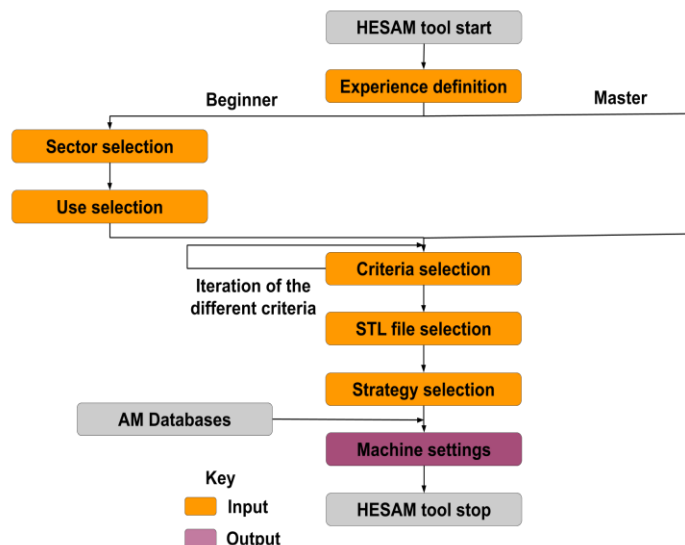 HESAM tool start
Experience definition
Beginner
Master
Sector selection
Use selection
Criteria selection
Iteration of the
different criteria
STL file selection
Strategy selection
AM Databases
Machine settings
Key
Input
HESAM tool stop
Output